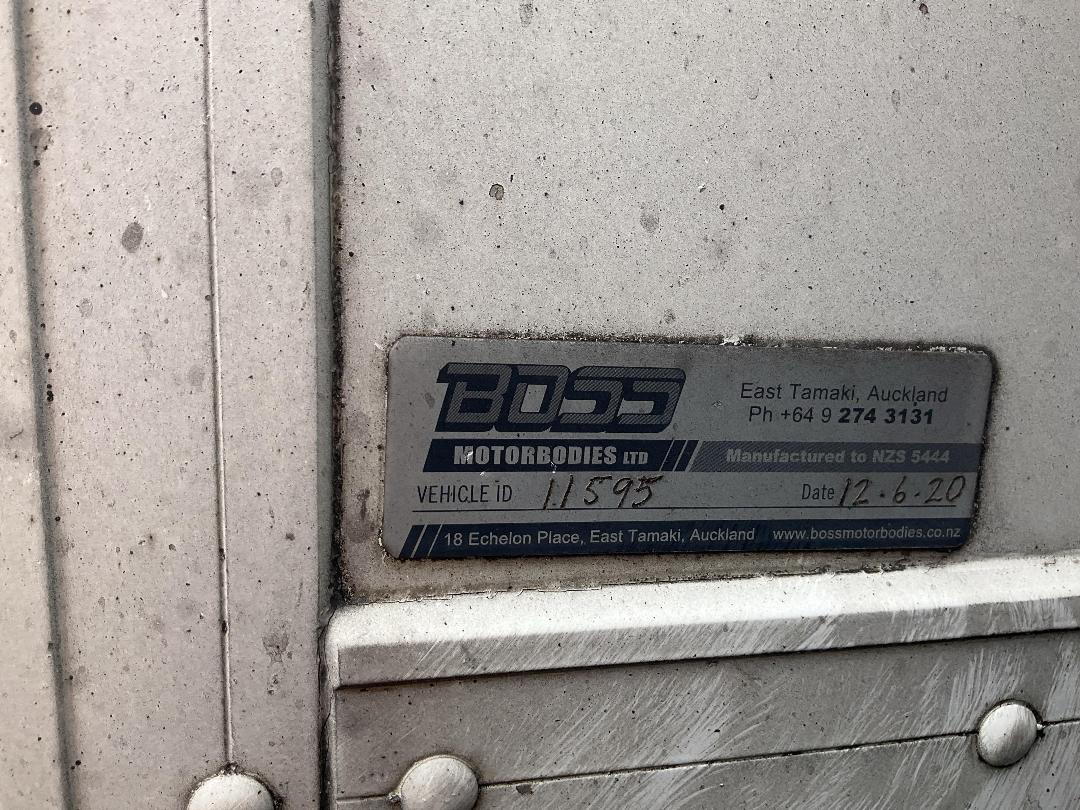 BOSS
MOTORBODIES LTD
East Tamaki, Auckland
Ph +64 9 274 3131
Manufactured to NZS 5444
VEHICLE ID 11595 Date 12.6.20
18 Echelon Place, East Tamaki, Auckland www.bossmotorbodies.co.nz